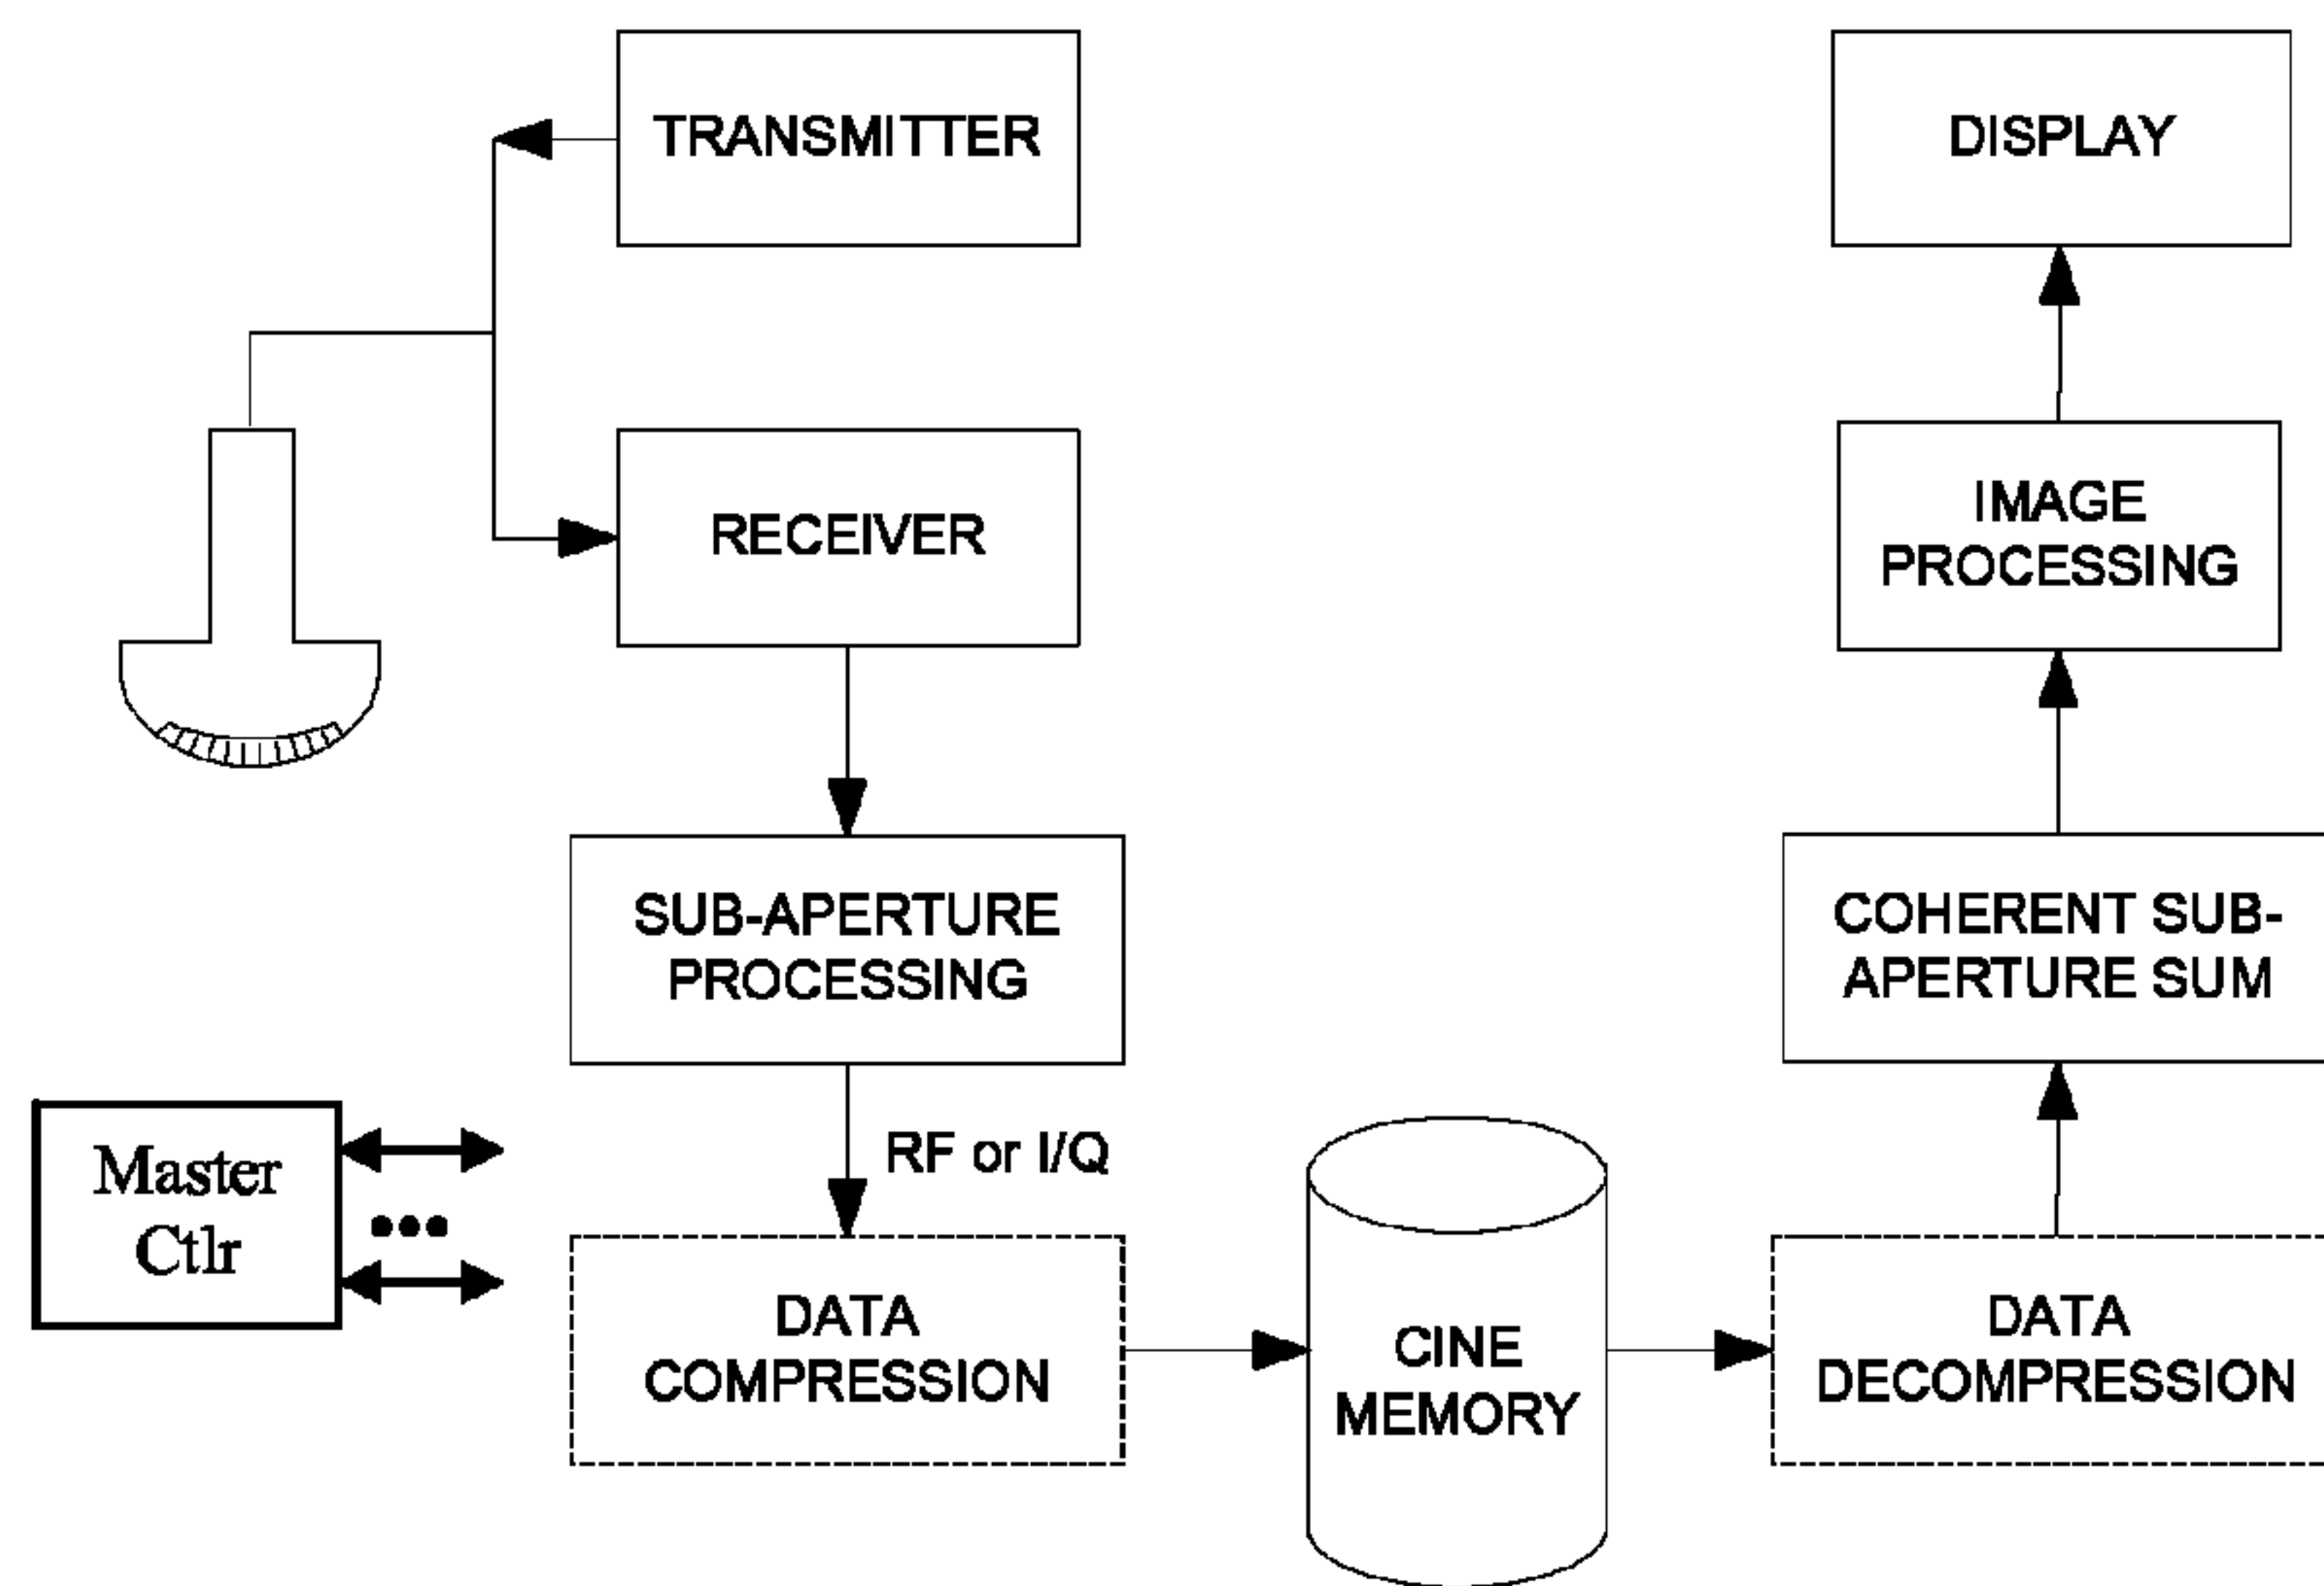 TRANSMITTER
DISPLAY
RECEIVER
IMAGE
PROCESSING
SUB-APERTURE
PROCESSING
COHERENT SUB-
APERTURE SUM
Master
Ctlr
RF or I/Q
DATA
COMPRESSION
CINE
MEMORY
DATA
DECOMPRESSION